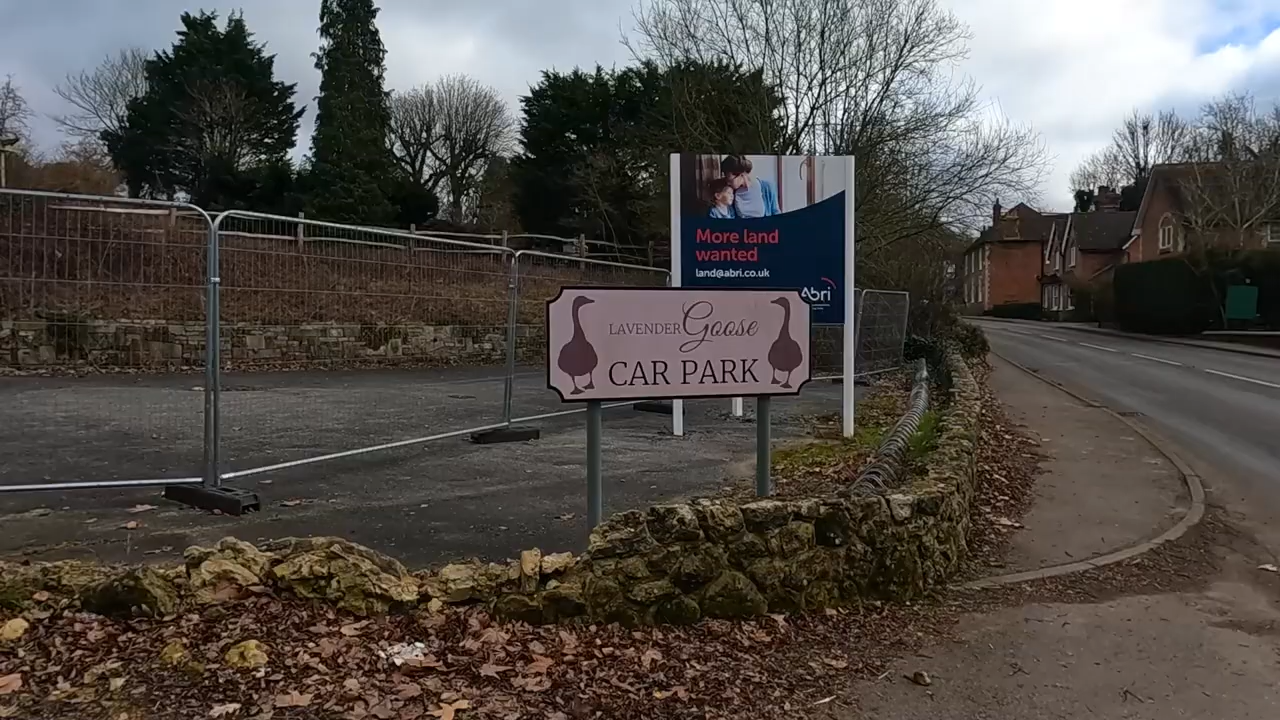 More land
wanted
land@abri.co.uk
Abri
LAVENDER Goose
CAR PARK